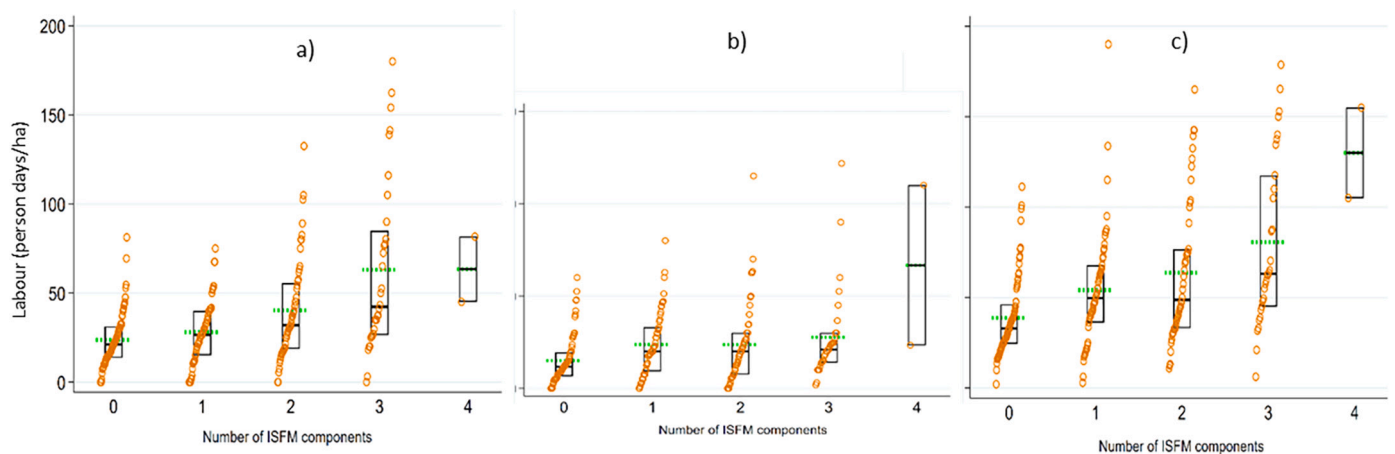 a)
b)
c)
Labour (person days/ha)
200
150
100
50
0
0 1 2 3 4
0 1 2 3 4
0 1 2 3 4
Number of ISFM components
Number of ISFM components
Number of ISFM components